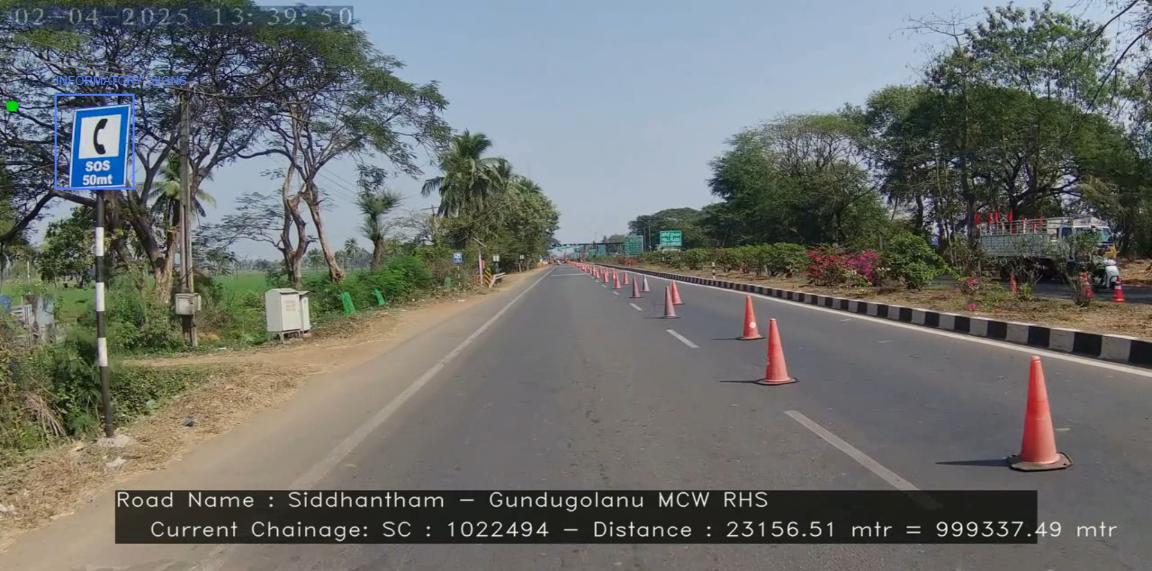 02-04-2025 13:39:50
INFORMATORY SIGNS
SOS
50mt
Road Name : Siddhantham - Gundugolanu MCW RHS
Current Chainage: SC : 1022494 - Distance : 23156.51 mtr = 999337.49 mtr